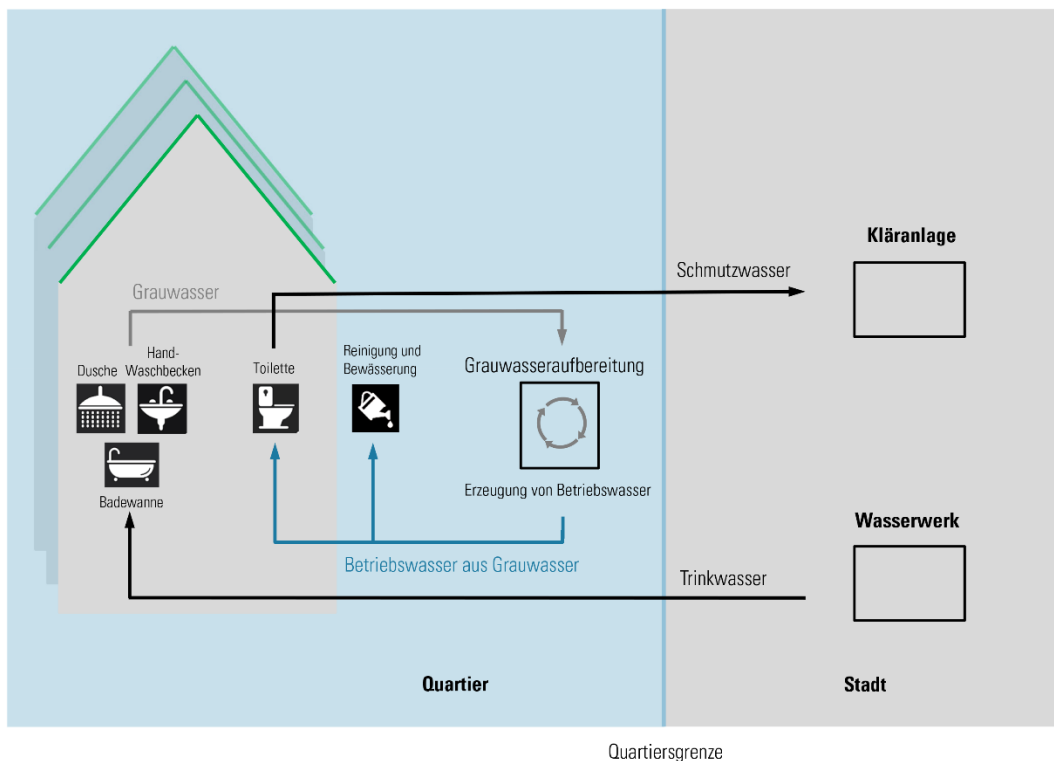 Kläranlage
Schmutzwasser
Grauwasser
Hand-
Dusche Waschbecken
Toilette
Reinigung und
Bewässerung
Grauwasseraufbereitung
Badewanne
Erzeugung von Betriebswasser
Wasserwerk
Betriebswasser aus Grauwasser
Trinkwasser
Quartier
Stadt
Quartiersgrenze